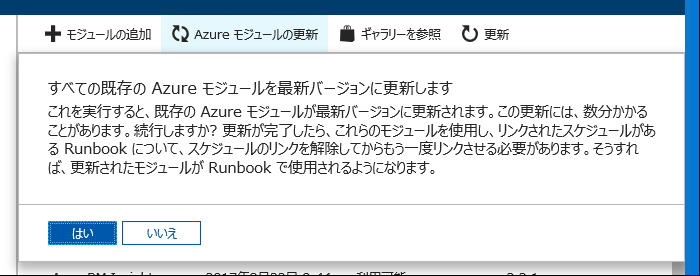 モジュールの追加 Azure モジュールの更新 ギャラリーを参照 更新
すべての既存の Azure モジュールを最新バージョンに更新します
これを実行すると、既存の Azure モジュールが最新バージョンに更新されます。この更新には、数分かかる
ことがあります。続行しますか? 更新が完了したら、これらのモジュールを使用し、リンクされたスケジュールがあ
る Runbook について、スケジュールのリンクを解除してからもう一度リンクさせる必要があります。そうすれ
ば、更新されたモジュールが Runbook で使用されるようになります。
はい いいえ